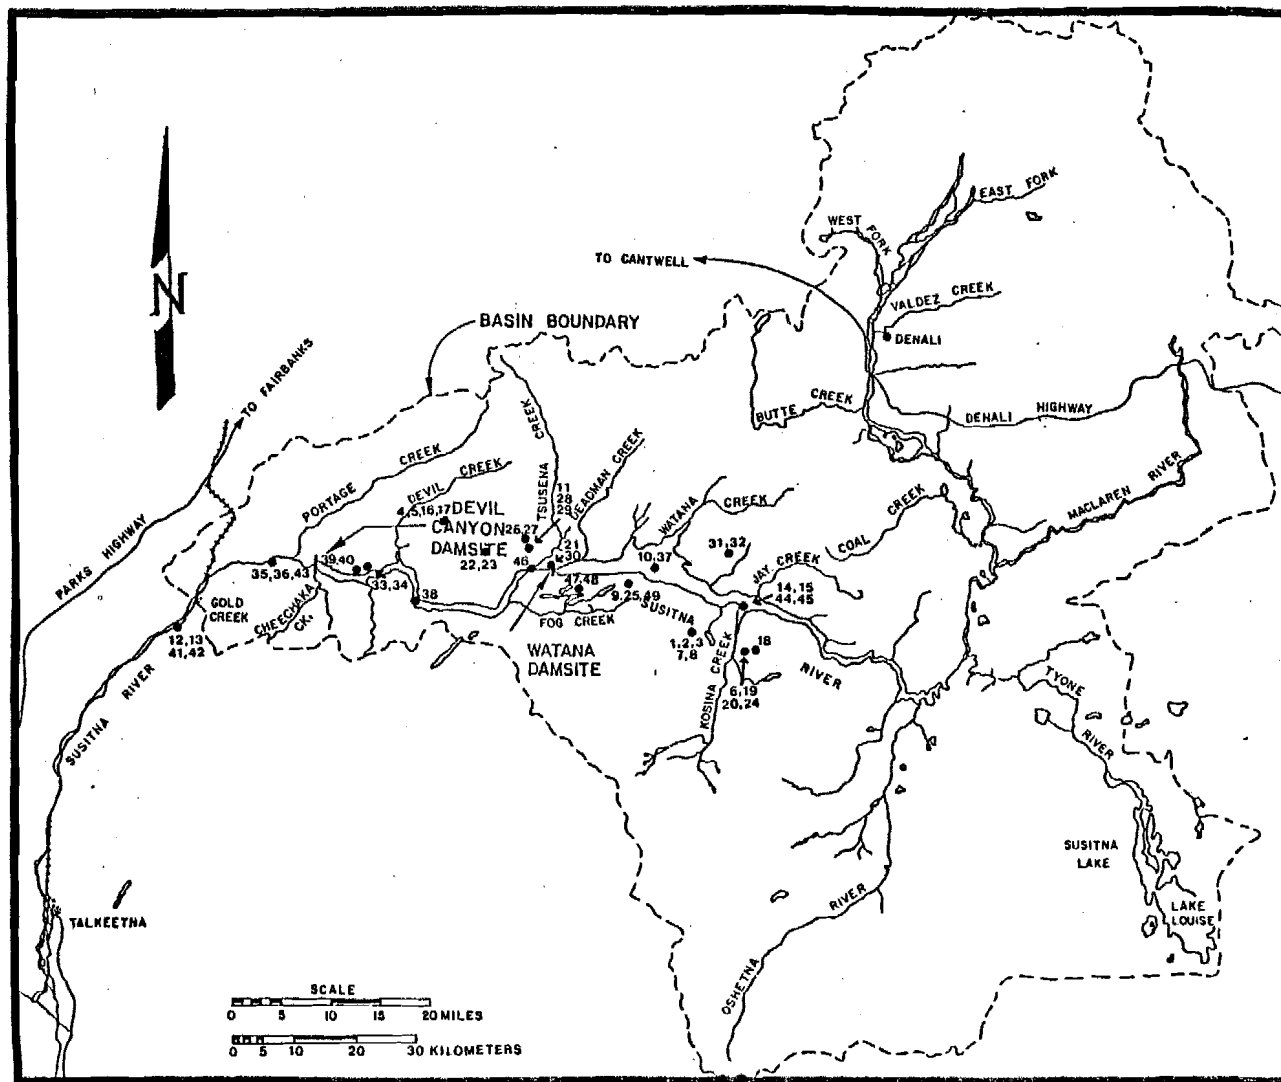 EAST FORK
WEST FORK
TO CANTWELL
VALDEZ CREEK
N
BASIN BOUNDARY
DENALI
TO FAIRBANKS
BUTTE CREEK
DENALI HIGHWAY
PORTAGE CREEK
DEVIL CREEK
TSUSENA CREEK
DEADMAN CREEK
MACLAREN RIVER
PARKS HIGHWAY
11
28
29
4,5,16,17
DEVIL
CANYON
DAMSITE
26,27
WATANA CREEK
COAL CREEK
22,23
21
30
46
31,32
10,37
JAY CREEK
39,40
35,36,43
33,34
38
47,48
9,25,49
14,15
44,45
GOLD
CREEK
CHEECHAKA
CK.
FOG CREEK
SUSITNA RIVER
12,13
41,42
1,2,3
7,8
18
WATANA
DAMSITE
KOSINA CREEK
6,19
20,24
TYONE RIVER
SUSITNA RIVER
SUSITNA
LAKE
LAKE
LOUISE
TALKEETNA
OSHETNA RIVER
SCALE
0 5 10 15 20 MILES
0 5 10 20 30 KILOMETERS